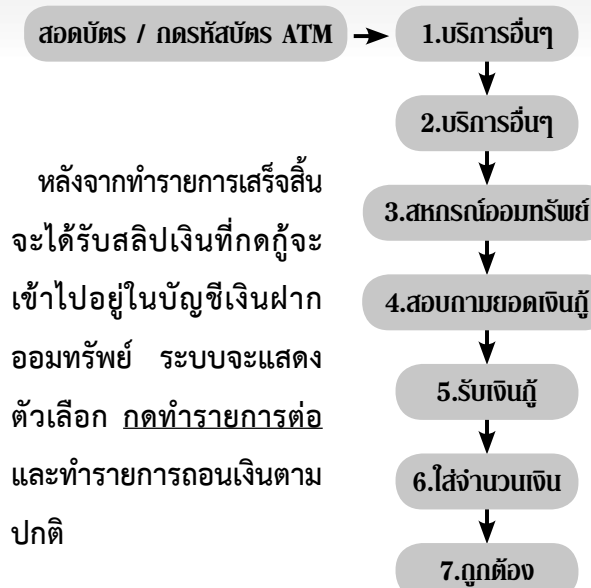 สอดบัตร / กดรหัสบัตร ATM
1.บริการอื่นๆ
2.บริการอื่นๆ
3.สหกรณ์ออมทรัพย์
4.สอบถามยอดเงินกู้
5.รับเงินกู้
6.ใส่จำนวนเงิน
7.ถูกต้อง
หลังจากทำรายการเสร็จสิ้น
จะได้รับสลิปเงินที่กดกู้จะ
เข้าไปอยู่ในบัญชีเงินฝาก
ออมทรัพย์ ระบบจะแสดง
ตัวเลือก กดทำรายการต่อ
และทำรายการถอนเงินตาม
ปกติ